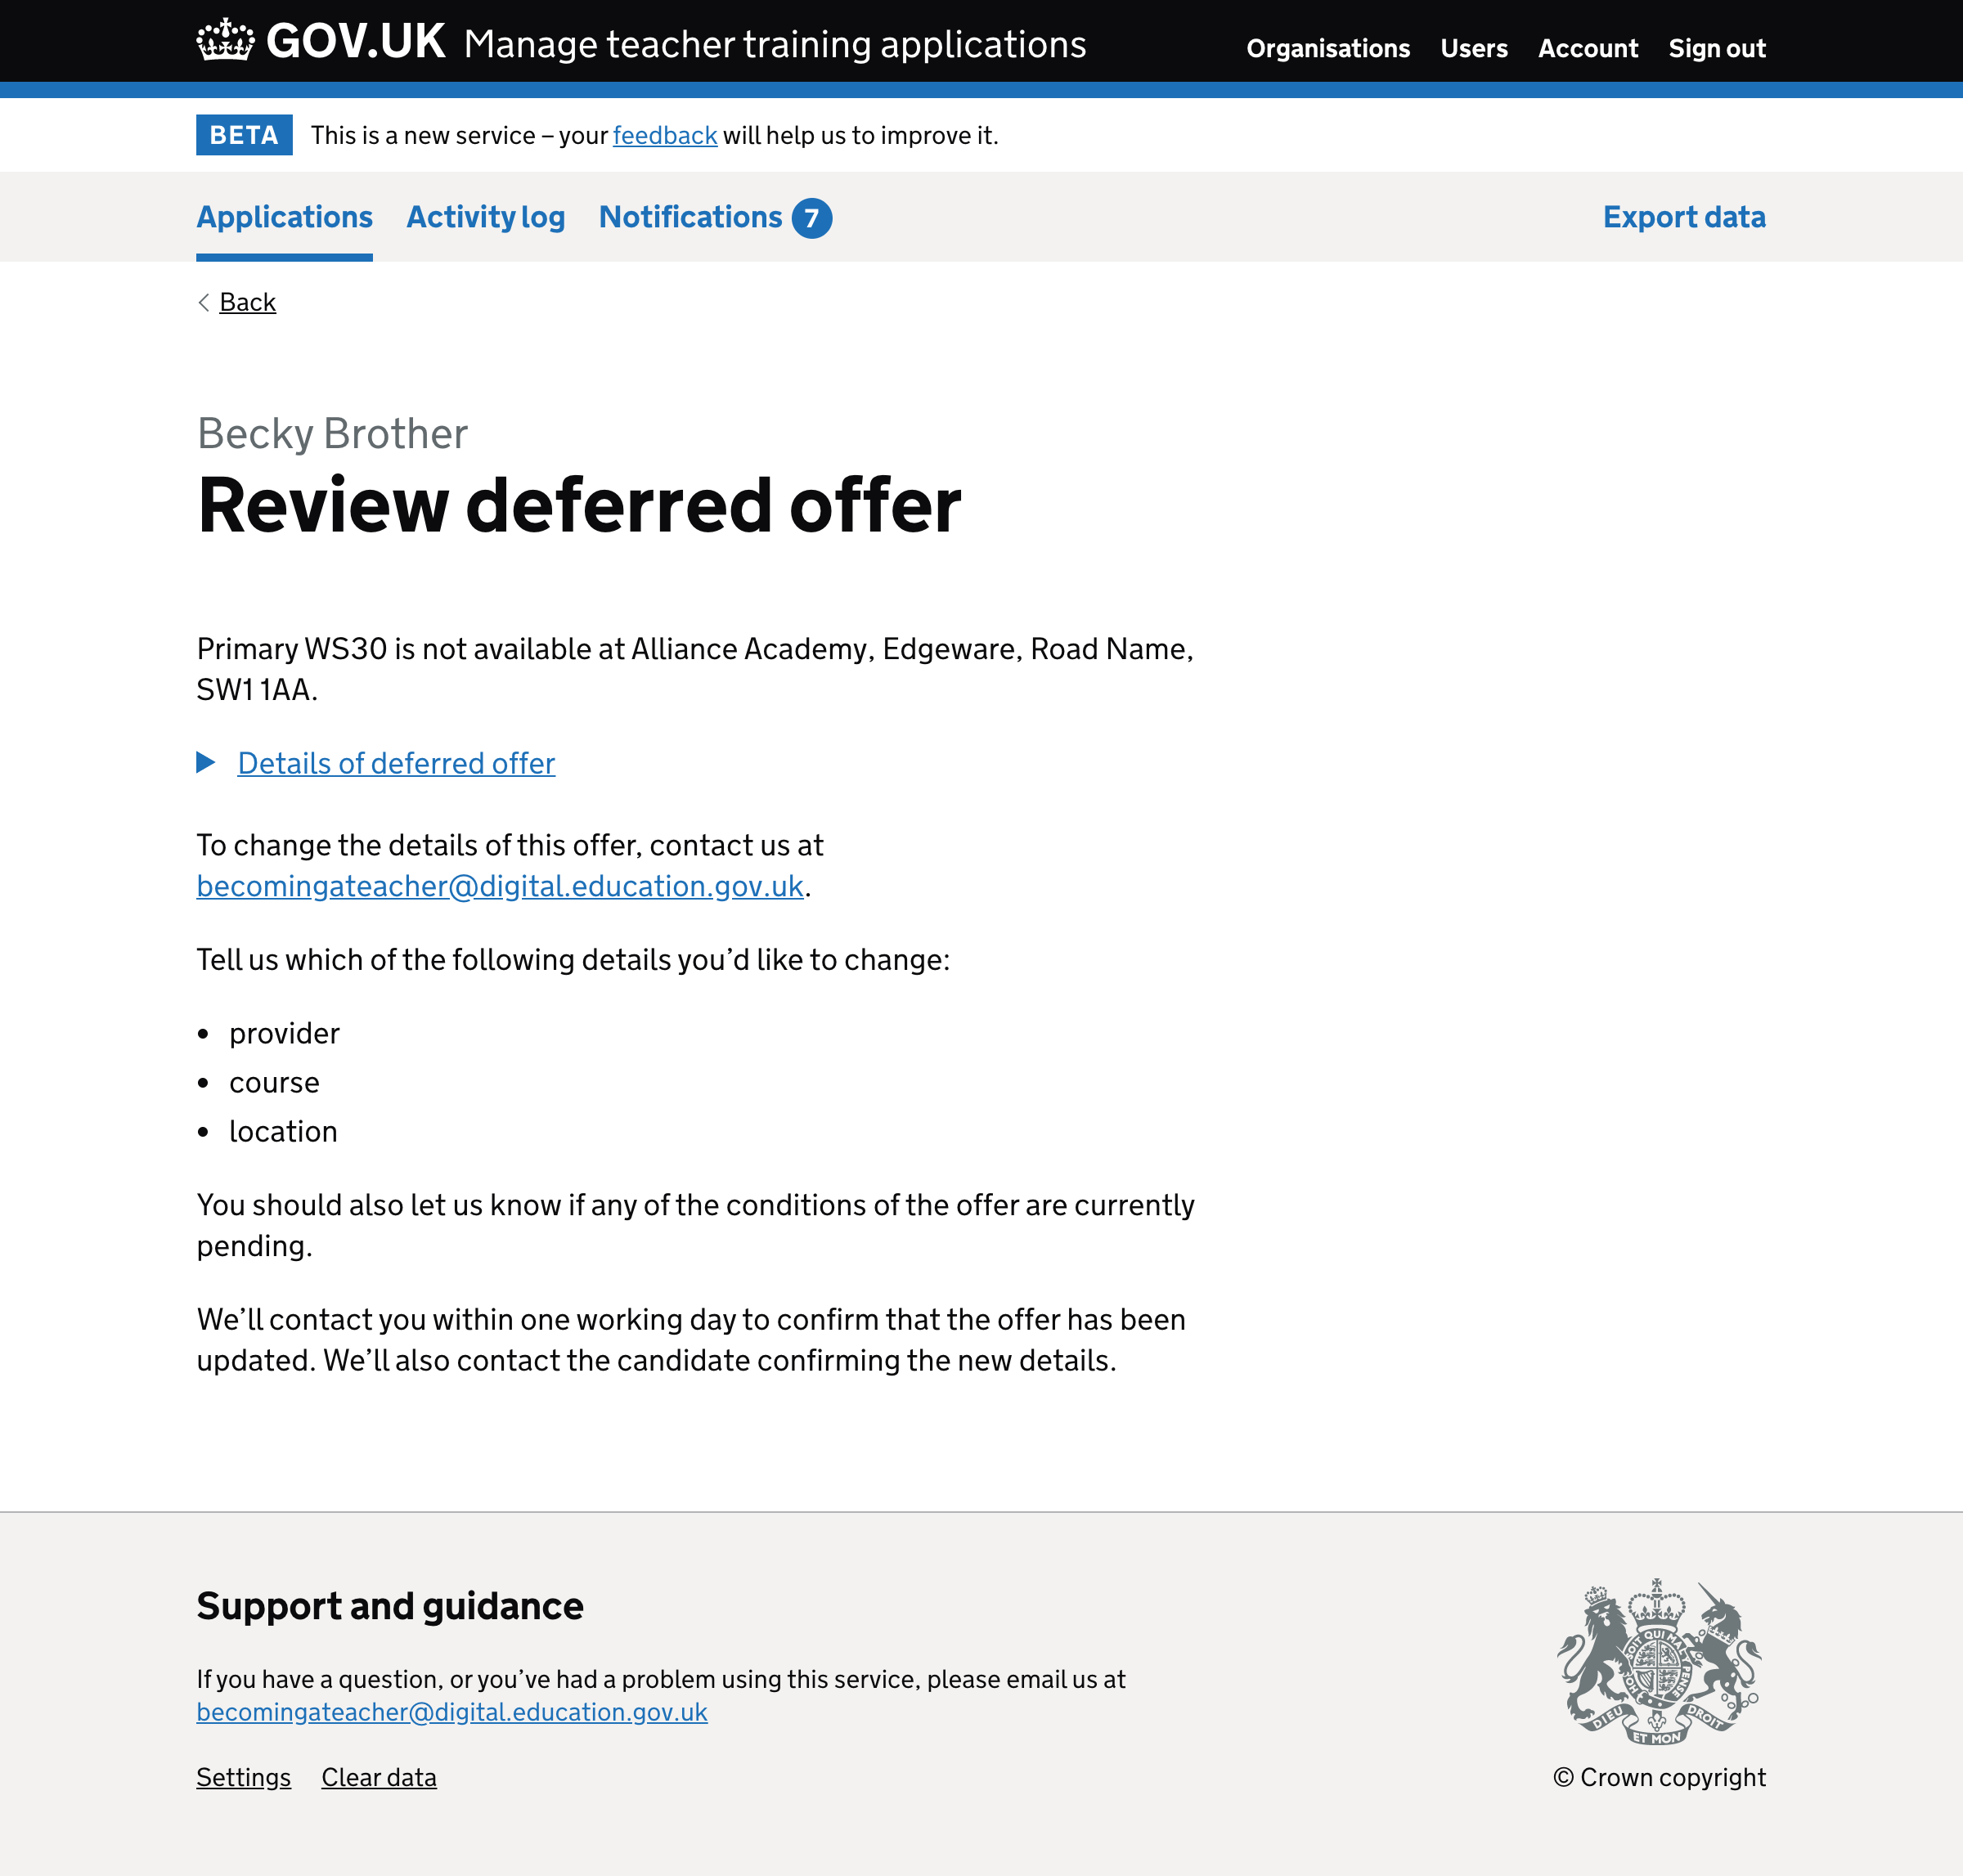 GOV.UK Manage teacher training applications
Organisations Users Account Sign out
BETA This is a new service – your feedback will help us to improve it.
Applications Activity log Notifications 7 Export data
Back
Becky Brother
Review deferred offer
Primary WS30 is not available at Alliance Academy, Edgeware, Road Name,
SW1 1AA.
Details of deferred offer
To change the details of this offer, contact us at
becomingateacher@digital.education.gov.uk.
Tell us which of the following details you’d like to change:
• provider
• course
• location
You should also let us know if any of the conditions of the offer are currently
pending.
We’ll contact you within one working day to confirm that the offer has been
updated. We’ll also contact the candidate confirming the new details.
Support and guidance
If you have a question, or you’ve had a problem using this service, please email us at
becomingateacher@digital.education.gov.uk
Settings Clear data
DIEU ET MON DROIT
© Crown copyright